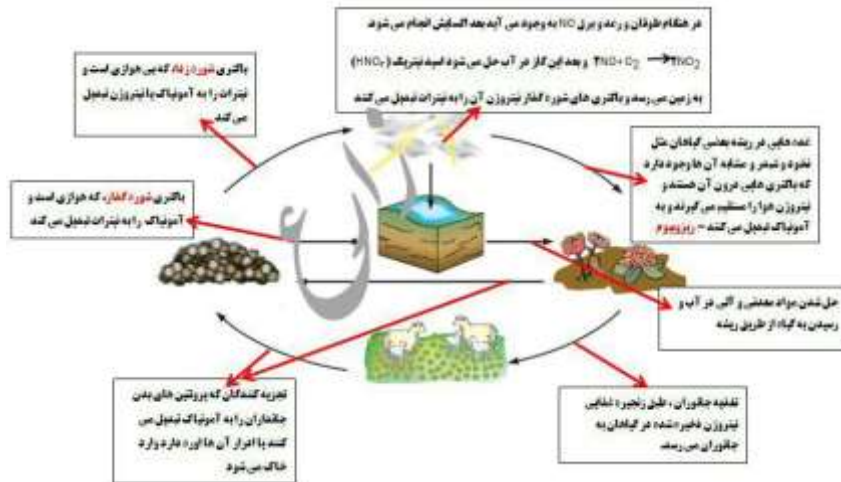 در هنگام طوفان و رعد و برق NO به وجود می آید بعد اکسایش انجام می شود.
۲NO+O₂ → ۲NO₂ و بعد این گاز در آب حل می شود اسید نیتریک (HNO₃)
به زمین می رسد و باکتری های شوره گذار نیتروژن آن را به نیترات تبدیل می کنند
باکتری شوره زدا، که بی هوازی است و
نیترات را به آمونیاک یا نیتروژن تبدیل
می کند
غده هایی در ریشه بعضی گیاهان مثل
نخود و شبدر و مشابه آن ها وجود دارد
که باکتری هایی درون آن هستند و
نیتروژن هوا را مستقیم می گیرند و به
آمونیاک تبدیل می کنند – ریزوبیوم
باکتری شوره گذار، که هوازی است و
آمونیاک را به نیترات تبدیل می کند
حل شدن مواد معدنی و آلی در آب و
رسیدن به گیاه از طریق ریشه
تجزیه کنندگان که پروتئین های بدن
جانداران را به آمونیاک تبدیل می
کنند یا ادرار آن ها اوره دارد وارد
خاک می شود
تغذیه جانوران، طبق زنجیره غذایی
نیتروژن ذخیره شده در گیاهان به
جانوران می رسد.